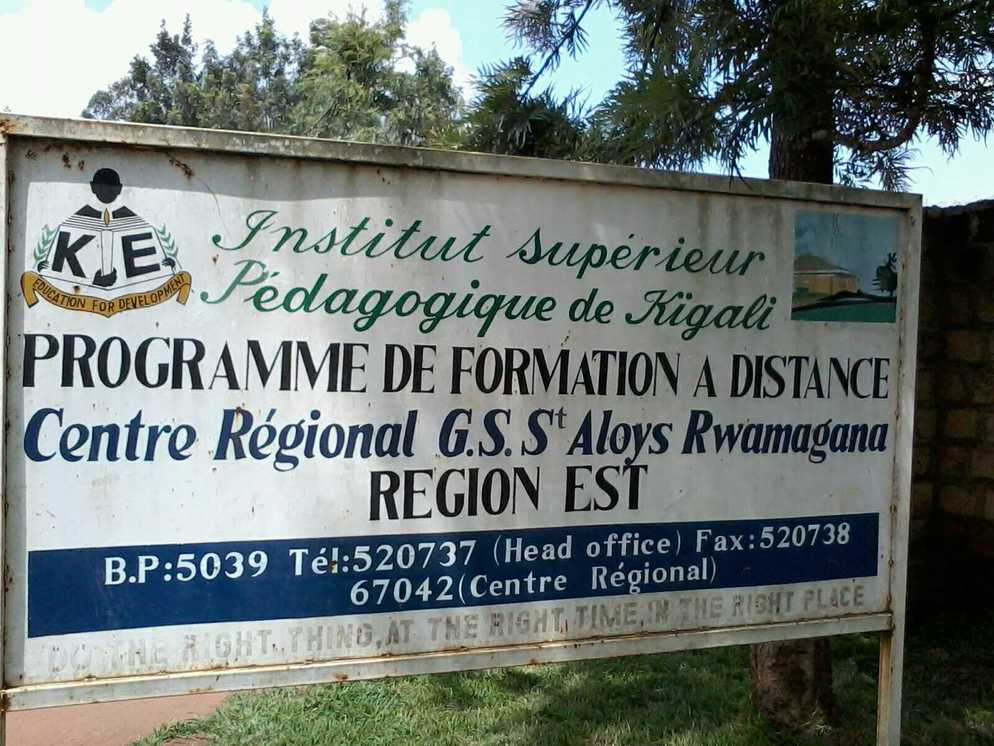 KE
EDUCATION FOR DEVELOPMENT
Institut Supérieur
Pédagogique de Kigali
PROGRAMME DE FORMATION A DISTANCE
Centre Régional G.S. St Aloys Rwamagana
REGION EST
B.P:5039 Tél:520737 (Head office) Fax:520738
67042(Centre Régional)
DO THE RIGHT THING, AT THE RIGHT TIME, IN THE RIGHT PLACE